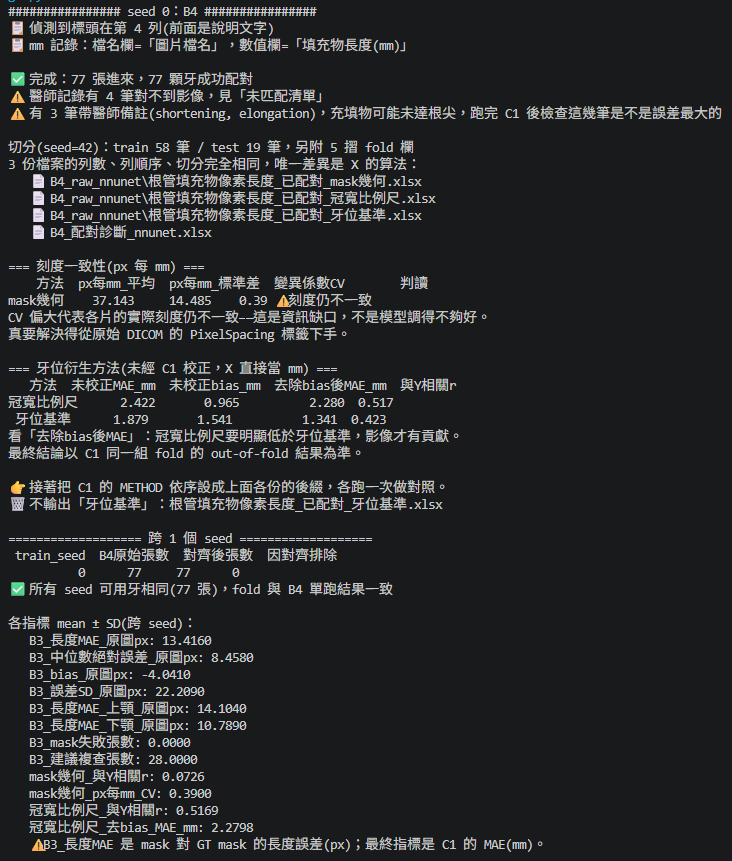 ################ seed 0：B4 ################
📋 偵測到標頭在第 4 列(前面是說明文字)
📋 mm 記錄：檔名欄=「圖片檔名」，數值欄=「填充物長度(mm)」
✅ 完成：77 張進來，77 顆牙成功配對
⚠️ 醫師記錄有 4 筆對不到影像，見「未匹配清單」
⚠️ 有 3 筆帶醫師備註(shortening, elongation)，充填物可能未達根尖，跑完 C1 後檢查這幾筆是不是誤差最大的
切分(seed=42)：train 58 筆 / test 19 筆，另附 5 摺 fold 欄
3 份檔案的列數、列順序、切分完全相同，唯一差異是 X 的算法：
📄 B4_raw_nnunet\根管填充物像素長度_已配對_mask幾何.xlsx
📄 B4_raw_nnunet\根管填充物像素長度_已配對_冠寬比例尺.xlsx
📄 B4_raw_nnunet\根管填充物像素長度_已配對_牙位基準.xlsx
📄 B4_配對診斷_nnunet.xlsx
=== 刻度一致性(px 每 mm) ===
方法 px每mm_平均 px每mm_標準差 變異係數CV 判讀
mask幾何 37.143 14.485 0.39 ⚠️刻度仍不一致
CV 偏大代表各片的實際刻度仍不一致——這是資訊缺口，不是模型調得不夠好。
真要解決得從原始 DICOM 的 PixelSpacing 標籤下手。
=== 牙位衍生方法(未經 C1 校正，X 直接當 mm) ===
方法 未校正MAE_mm 未校正bias_mm 去除bias後MAE_mm 與Y相關r
冠寬比例尺 2.422 0.965 2.280 0.517
牙位基準 1.879 1.541 1.341 0.423
看「去除bias後MAE」：冠寬比例尺要明顯低於牙位基準，影像才有貢獻。
最終結論以 C1 同一組 fold 的 out-of-fold 結果為準。
👉 接著把 C1 的 METHOD 依序設成上面各份的後綴，各跑一次做對照。
🗑️ 不輸出「牙位基準」：根管填充物像素長度_已配對_牙位基準.xlsx
=================== 跨 1 個 seed ===================
train_seed B4原始張數 對齊後張數 因對齊排除
0 77 77 0
✅ 所有 seed 可用牙相同(77 張)，fold 與 B4 單跑結果一致
各指標 mean ± SD(跨 seed)：
B3_長度MAE_原圖px: 13.4160
B3_中位數絕對誤差_原圖px: 8.4580
B3_bias_原圖px: -4.0410
B3_誤差SD_原圖px: 22.2090
B3_長度MAE_上顎_原圖px: 14.1040
B3_長度MAE_下顎_原圖px: 10.7890
B3_mask失敗張數: 0.0000
B3_建議複查張數: 28.0000
mask幾何_與Y相關r: 0.0726
mask幾何_px每mm_CV: 0.3900
冠寬比例尺_與Y相關r: 0.5169
冠寬比例尺_去bias_MAE_mm: 2.2798
⚠️B3_長度MAE 是 mask 對 GT mask 的長度誤差(px)；最終指標是 C1 的 MAE(mm)。